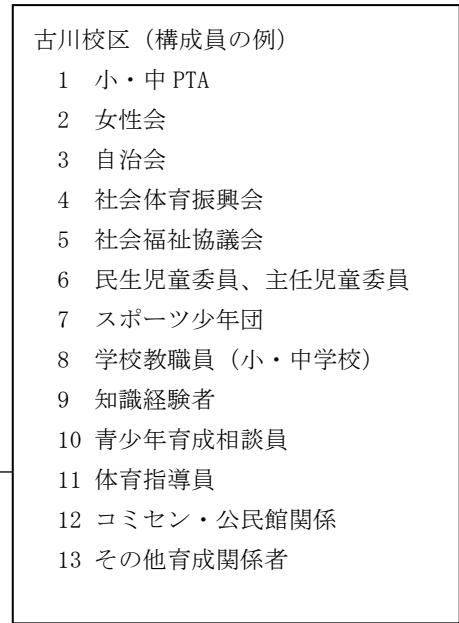 古川校区（構成員の例）
1 小・中 PTA
2 女性会
3 自治会
4 社会体育振興会
5 社会福祉協議会
6 民生児童委員、主任児童委員
7 スポーツ少年団
8 学校教職員（小・中学校）
9 知識経験者
10 青少年育成相談員
11 体育指導員
12 コミセン・公民館関係
13 その他育成関係者